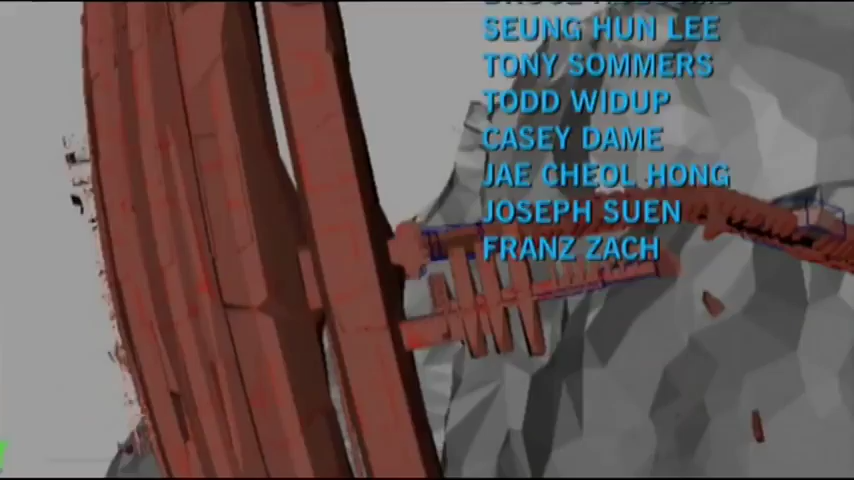 SEUNG HUN LEE
TONY SOMMERS
TODD WIDUP
CASEY DAME
JAE CHEOL HONG
JOSEPH SUEN
FRANZ ZACH